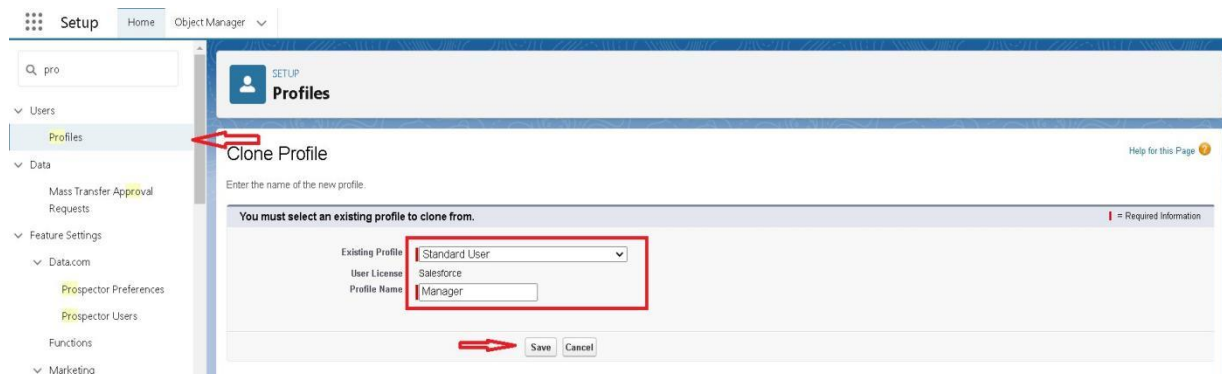 Setup Home Object Manager
pro
Users
Profiles
Data
Mass Transfer Approval
Requests
Feature Settings
Data.com
Prospector Preferences
Prospector Users
Functions
Marketing
SETUP
Profiles
Clone Profile
Help for this Page ?
Enter the name of the new profile.
You must select an existing profile to clone from.
= Required Information
Existing Profile Standard User
User License Salesforce
Profile Name Manager
Save Cancel